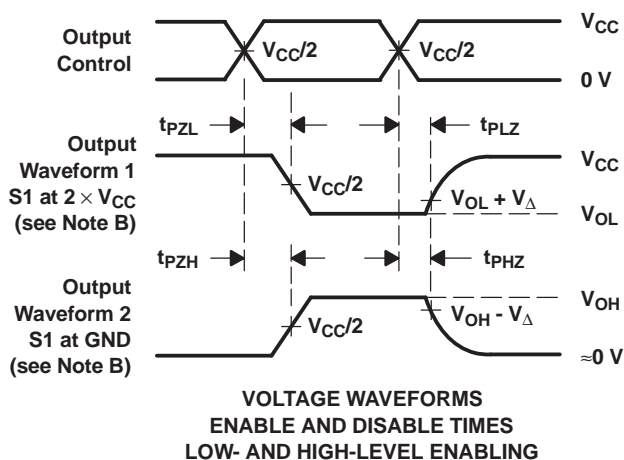 Output
Control
V_CC/2
V_CC/2
V_CC
0 V
t_PZL
t_PLZ
Output
Waveform 1
S1 at 2 × V_CC
(see Note B)
V_CC/2
V_CC
V_OL + V_Δ
V_OL
t_PZH
t_PHZ
Output
Waveform 2
S1 at GND
(see Note B)
V_CC/2
V_OH
V_OH - V_Δ
≈0 V
VOLTAGE WAVEFORMS
ENABLE AND DISABLE TIMES
LOW- AND HIGH-LEVEL ENABLING